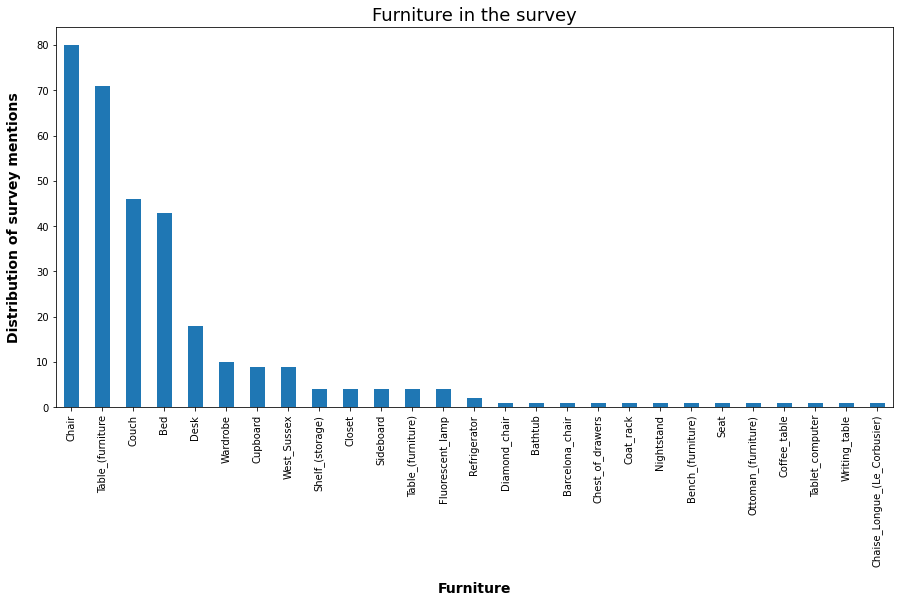 Furniture in the survey
Distribution of survey mentions
80
70
60
50
40
30
20
10
0
Chair
Table_(furniture
Couch
Bed
Desk
Wardrobe
Cupboard
West_Sussex
Shelf_(storage)
Closet
Sideboard
Table_(furniture)
Fluorescent_lamp
Refrigerator
Diamond_chair
Bathtub
Barcelona_chair
Chest_of_drawers
Coat_rack
Nightstand
Bench_(furniture)
Seat
Ottoman_(furniture)
Coffee_table
Tablet_computer
Writing_table
Chaise_Longue_(Le_Corbusier)
Furniture